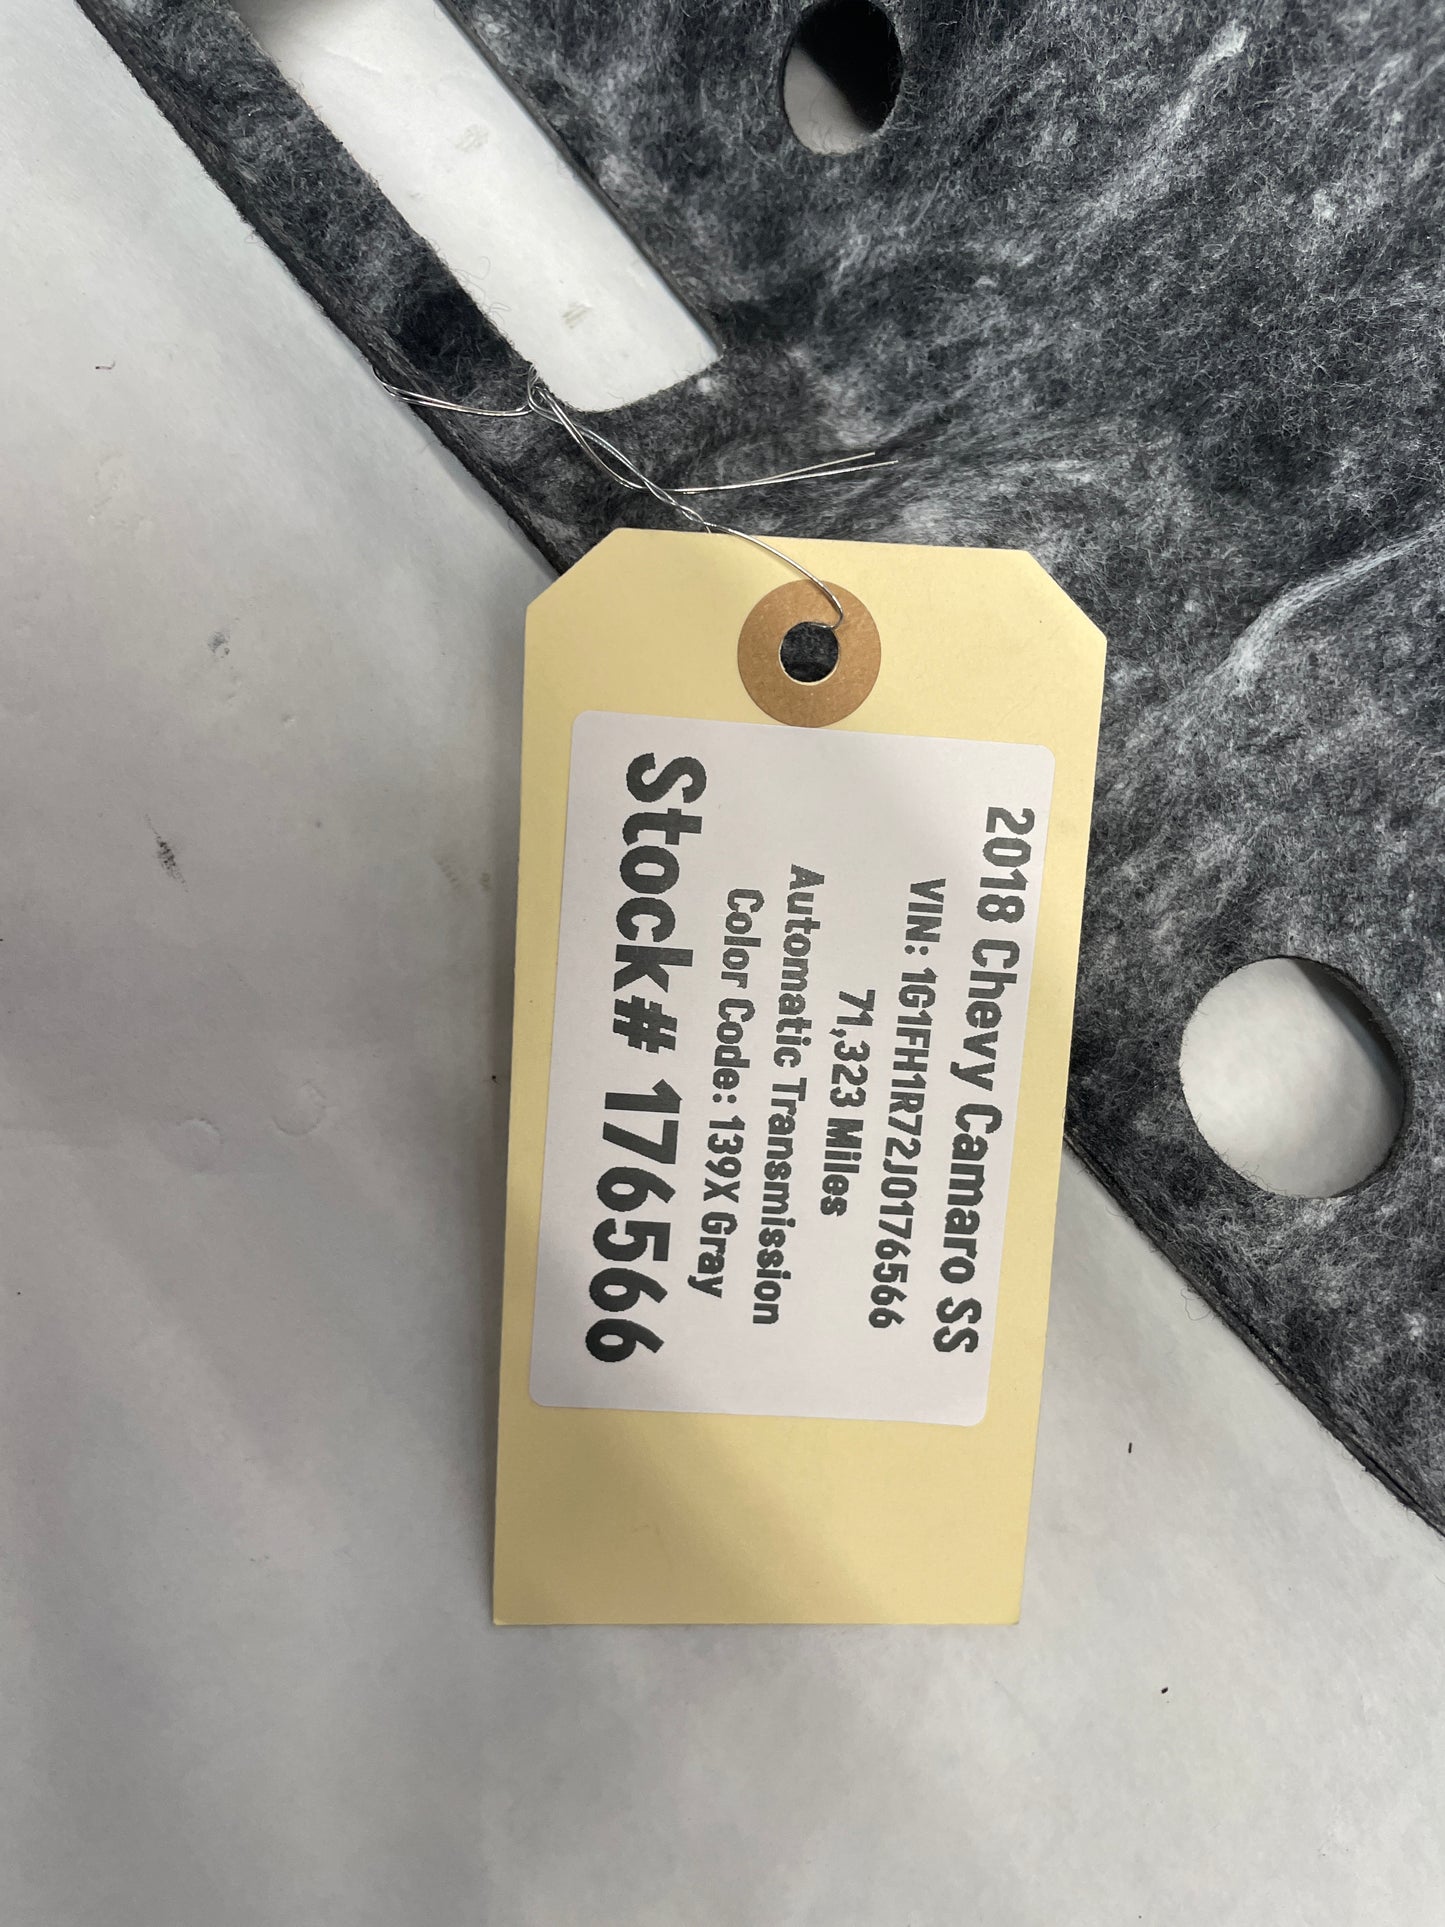 2018 Chevy Camaro SS
VIN: 1G1FH1R72J0176566
71,323 Miles
Automatic Transmission
Color Code: 139X Gray
Stock# 176566